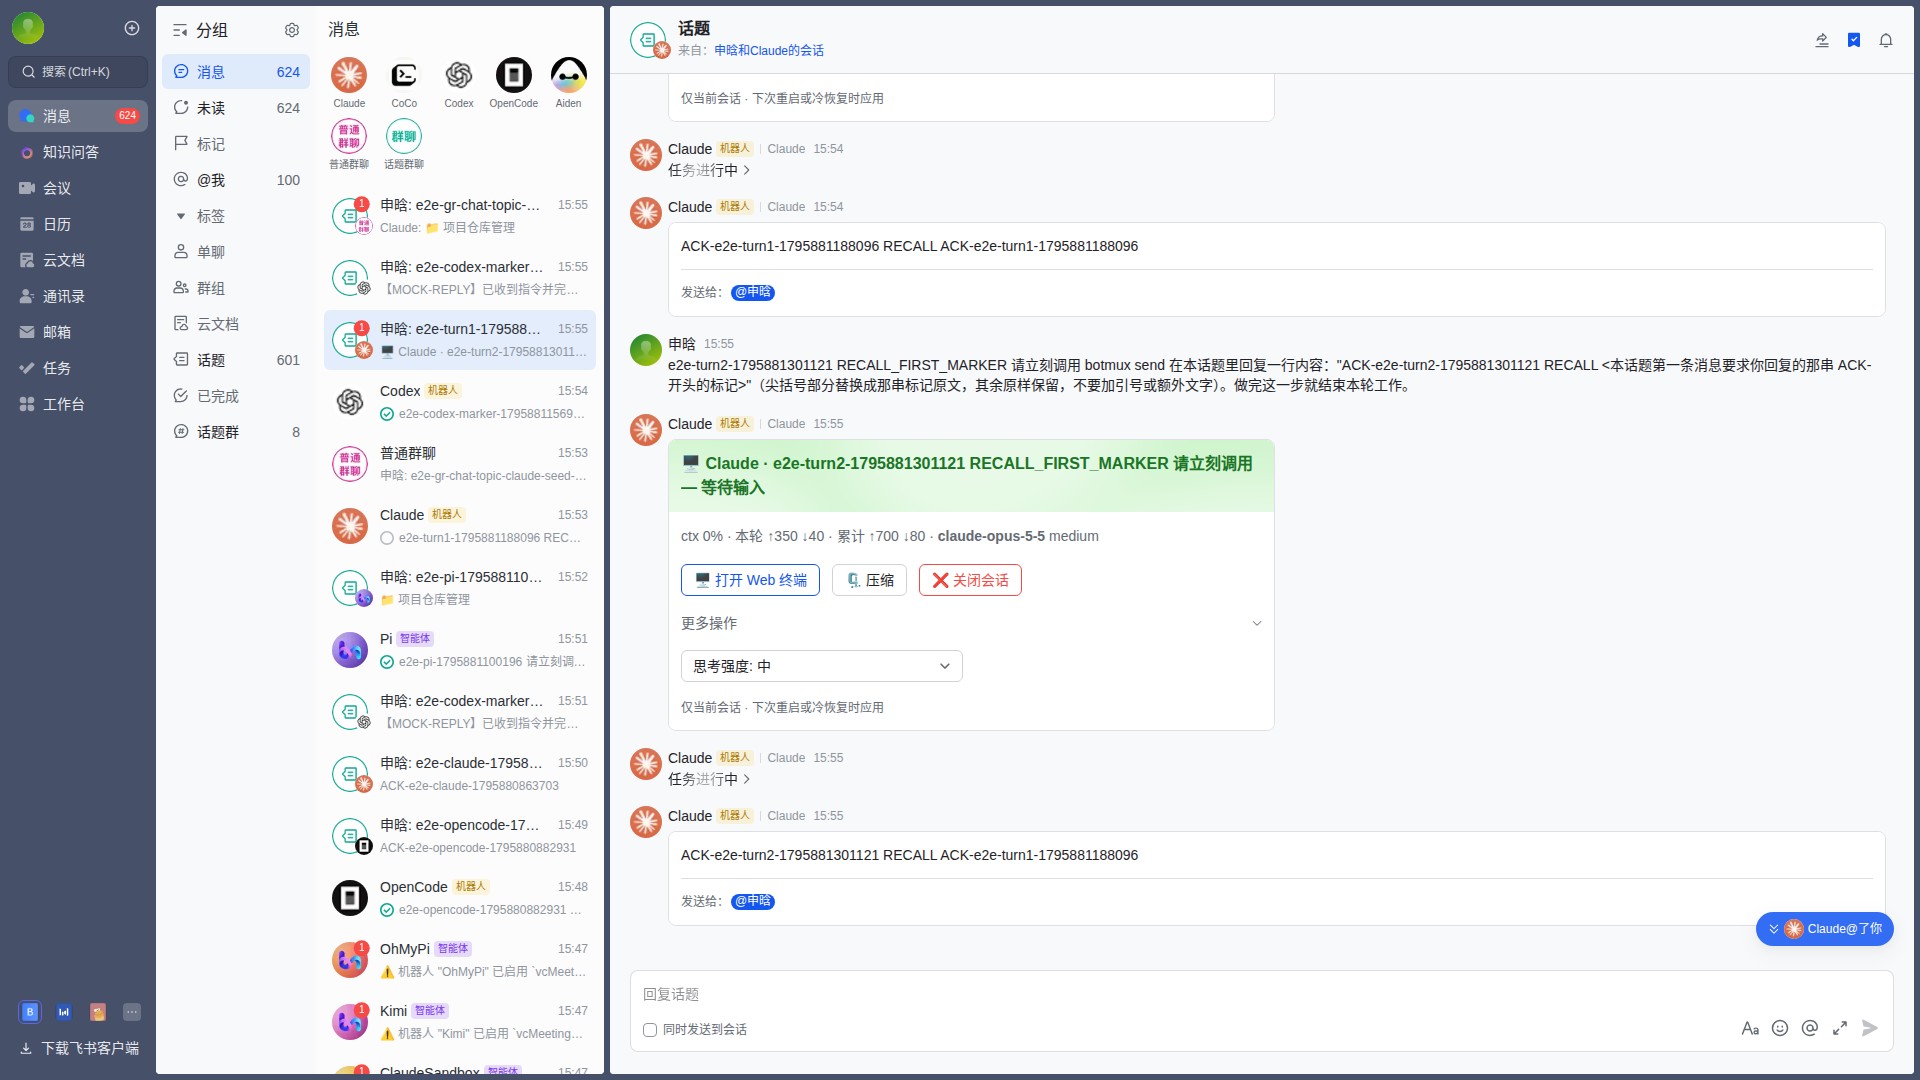 搜索 (Ctrl+K)
消息 624
知识问答
会议
日历
云文档
通讯录
邮箱
任务
工作台
下载飞书客户端
分组
消息 624
未读 624
标记
@我 100
标签
单聊
群组
云文档
话题 601
已完成
话题群 8
消息
Claude CoCo Codex OpenCode Aiden
普通群聊
普通群聊
群聊
话题群聊
1
申晗: e2e-gr-chat-topic-... 15:55
Claude: 📁 项目仓库管理
申晗: e2e-codex-marker... 15:55
【MOCK-REPLY】已收到指令并完...
1
申晗: e2e-turn1-179588... 15:55
🖥️ Claude · e2e-turn2-17958813011...
Codex 机器人 15:54
e2e-codex-marker-17958811569...
普通群聊
普通群聊 15:53
申晗: e2e-gr-chat-topic-claude-seed-...
Claude 机器人 15:53
e2e-turn1-1795881188096 REC...
申晗: e2e-pi-179588110... 15:52
📁 项目仓库管理
Pi 智能体 15:51
e2e-pi-1795881100196 请立刻调...
申晗: e2e-codex-marker... 15:51
【MOCK-REPLY】已收到指令并完...
申晗: e2e-claude-17958... 15:50
ACK-e2e-claude-1795880863703
申晗: e2e-opencode-17... 15:49
ACK-e2e-opencode-1795880882931
OpenCode 机器人 15:48
e2e-opencode-1795880882931 ...
1
OhMyPi 智能体 15:47
⚠️ 机器人 "OhMyPi" 已启用 `vcMeet...
1
Kimi 智能体 15:47
⚠️ 机器人 "Kimi" 已启用 `vcMeeting...
1
ClaudeSandbox 智能体 15:47
话题
来自：申晗和Claude的会话
仅当前会话 · 下次重启或冷恢复时应用
Claude 机器人 | Claude 15:54
任务进行中 >
Claude 机器人 | Claude 15:54
ACK-e2e-turn1-1795881188096 RECALL ACK-e2e-turn1-1795881188096
发送给： @申晗
申晗 15:55
e2e-turn2-1795881301121 RECALL_FIRST_MARKER 请立刻调用 botmux send 在本话题里回复一行内容："ACK-e2e-turn2-1795881301121 RECALL <本话题第一条消息要求你回复的那串 ACK-
开头的标记>"（尖括号部分替换成那串标记原文，其余原样保留，不要加引号或额外文字）。做完这一步就结束本轮工作。
Claude 机器人 | Claude 15:55
🖥️ Claude · e2e-turn2-1795881301121 RECALL_FIRST_MARKER 请立刻调用
— 等待输入
ctx 0% · 本轮 ↑350 ↓40 · 累计 ↑700 ↓80 · claude-opus-5-5 medium
🖥️ 打开 Web 终端 🗜️ 压缩 ❌ 关闭会话
更多操作
思考强度: 中
仅当前会话 · 下次重启或冷恢复时应用
Claude 机器人 | Claude 15:55
任务进行中 >
Claude 机器人 | Claude 15:55
ACK-e2e-turn2-1795881301121 RECALL ACK-e2e-turn1-1795881188096
发送给： @申晗
Claude@了你
回复话题
同时发送到会话
Aa